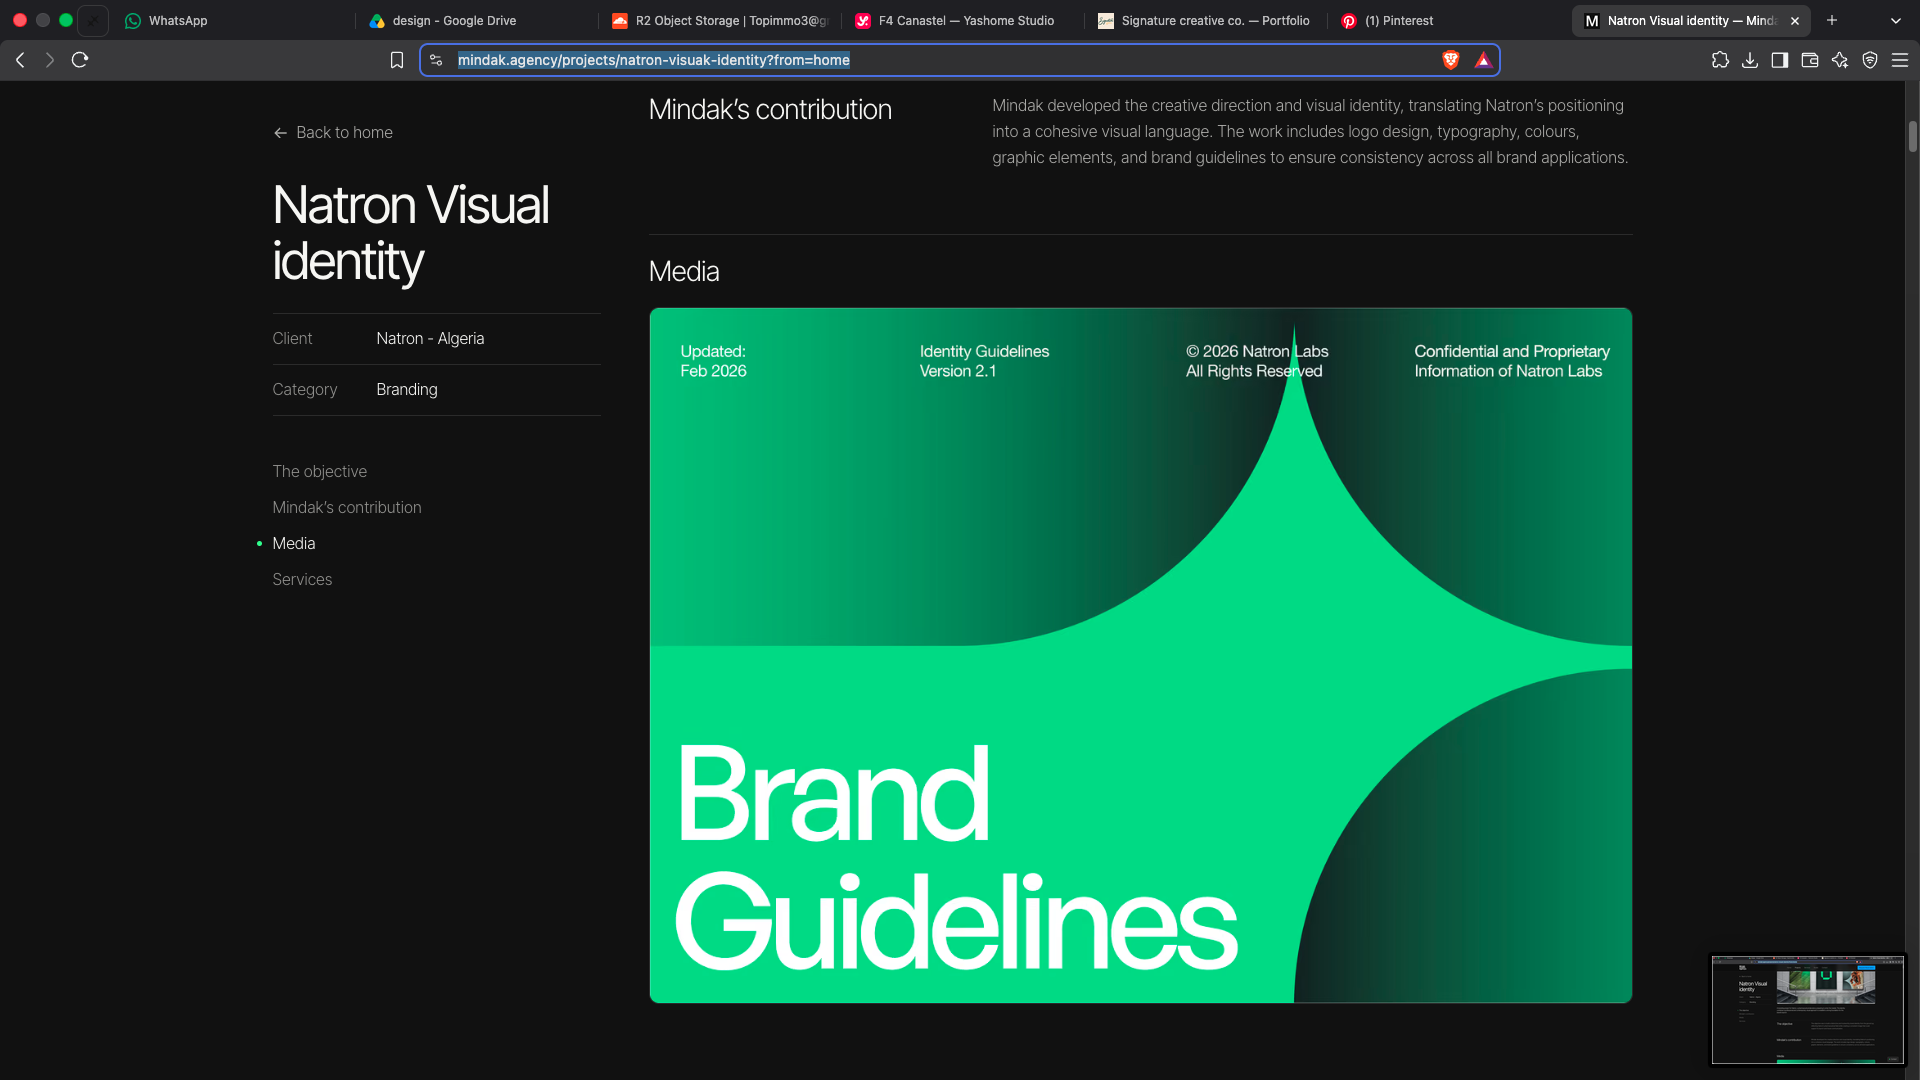 WhatsApp
design - Google Drive
R2 Object Storage | Topimmo3@g
F4 Canastel — Yashome Studio
Signature creative co. — Portfolio
(1) Pinterest
Natron Visual identity — Mind
mindak.agency/projects/natron-visuak-identity?from=home
Back to home
Natron Visual
identity
Client
Natron - Algeria
Category
Branding
The objective
Mindak’s contribution
Media
Services
Mindak’s contribution
Mindak developed the creative direction and visual identity, translating Natron’s positioning
into a cohesive visual language. The work includes logo design, typography, colours,
graphic elements, and brand guidelines to ensure consistency across all brand applications.
Media
Updated:
Feb 2026
Identity Guidelines
Version 2.1
© 2026 Natron Labs
All Rights Reserved
Confidential and Proprietary
Information of Natron Labs
Brand
Guidelines
Natron Visual
identity